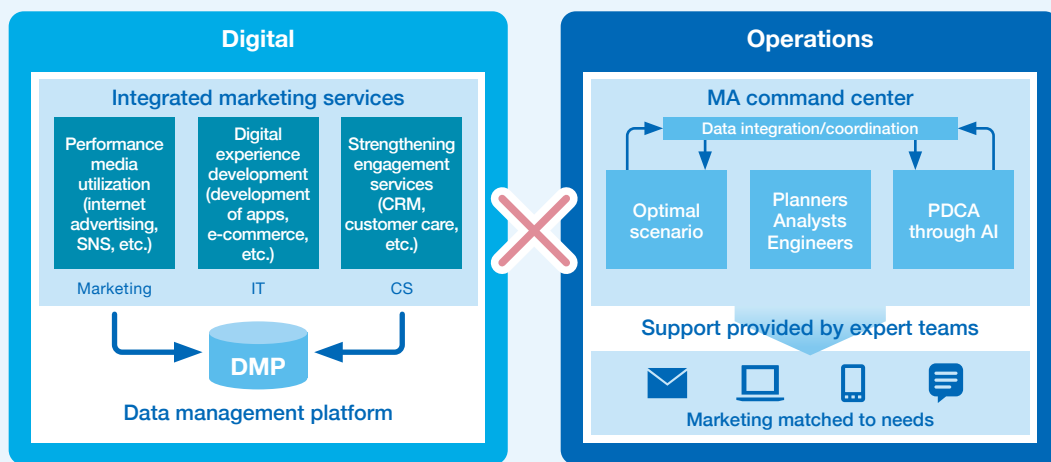 Digital
Integrated marketing services
Performance
media
utilization
(internet
advertising,
SNS, etc.)
Digital
experience
development
(development
of apps,
e-commerce,
etc.)
Strengthening
engagement
services
(CRM,
customer care,
etc.)
Marketing
IT
CS
DMP
Data management platform
Operations
MA command center
Data integration/coordination
Optimal
scenario
Planners
Analysts
Engineers
PDCA
through AI
Support provided by expert teams
Marketing matched to needs